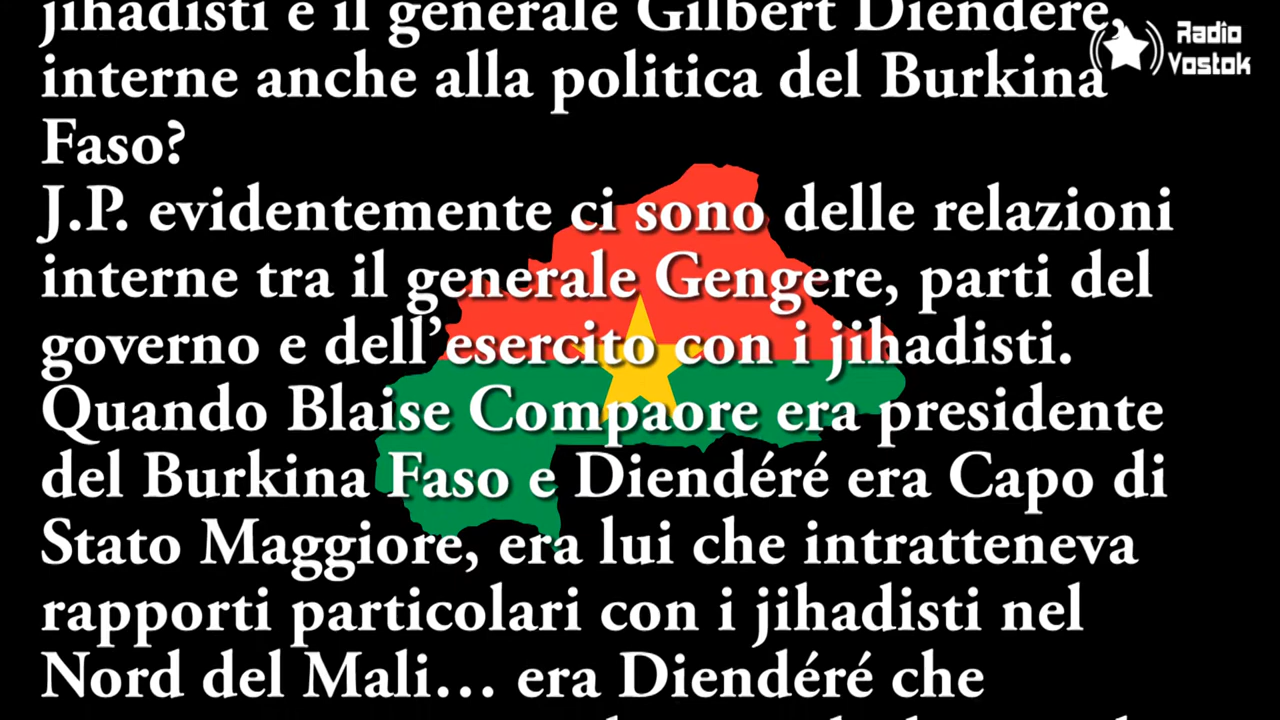 jihadisti e il generale Gilbert Diendéré,
interne anche alla politica del Burkina
Faso?
J.P. evidentemente ci sono delle relazioni
interne tra il generale Gengere, parti del
governo e dell’esercito con i jihadisti.
Quando Blaise Compaore era presidente
del Burkina Faso e Diendéré era Capo di
Stato Maggiore, era lui che intratteneva
rapporti particolari con i jihadisti nel
Nord del Mali… era Diendéré che
Radio
Vostok